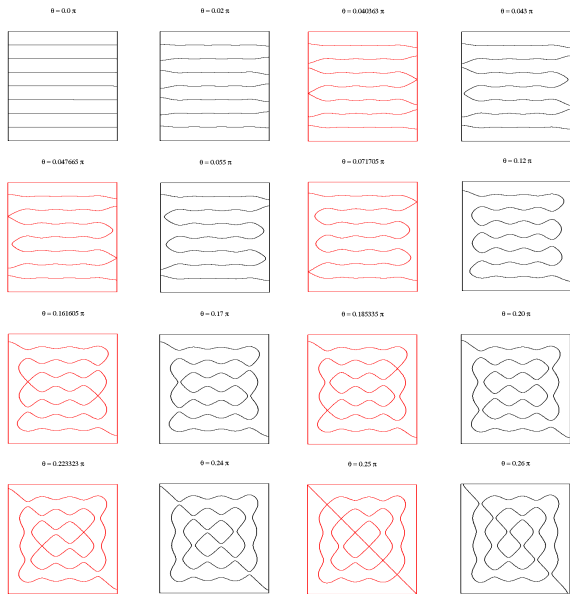 θ = 0.0 π
θ = 0.02 π
θ = 0.040363 π
θ = 0.043 π
θ = 0.047665 π
θ = 0.055 π
θ = 0.071705 π
θ = 0.12 π
θ = 0.161605 π
θ = 0.17 π
θ = 0.185335 π
θ = 0.20 π
θ = 0.223323 π
θ = 0.24 π
θ = 0.25 π
θ = 0.26 π